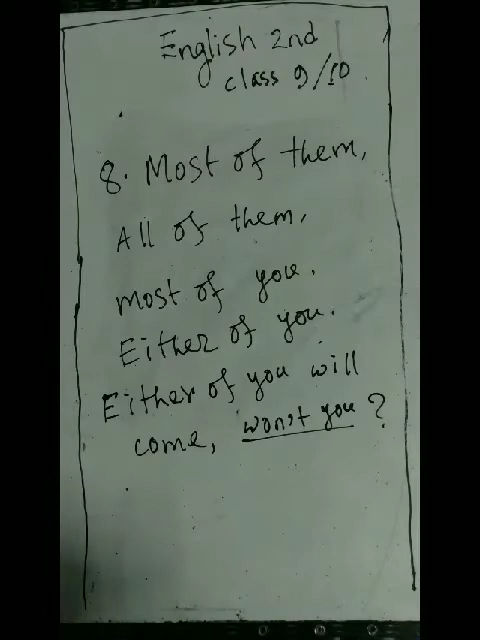 English 2nd
class 9/10
8. Most of them,
All of them,
most of you.
Either of you.
Either of you will
come, won't you?